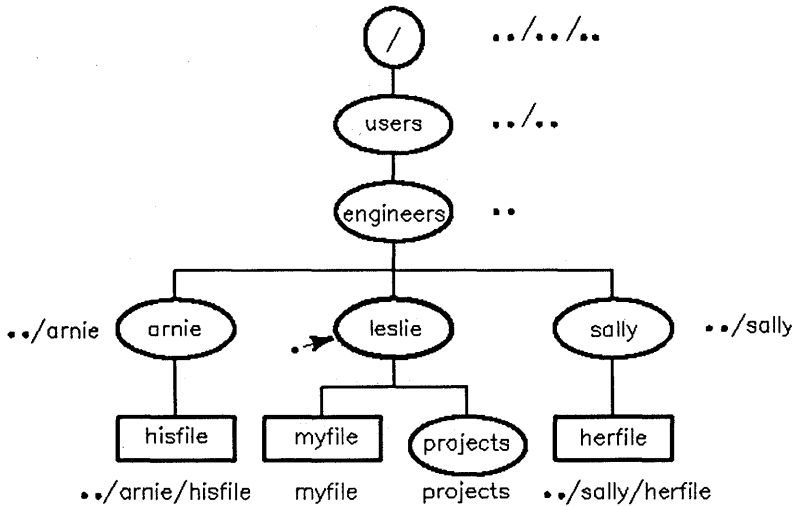 / ../../..
users ../..
engineers ..
../arnie arnie . leslie sally ../sally
hisfile myfile projects herfile
../arnie/hisfile myfile projects ../sally/herfile